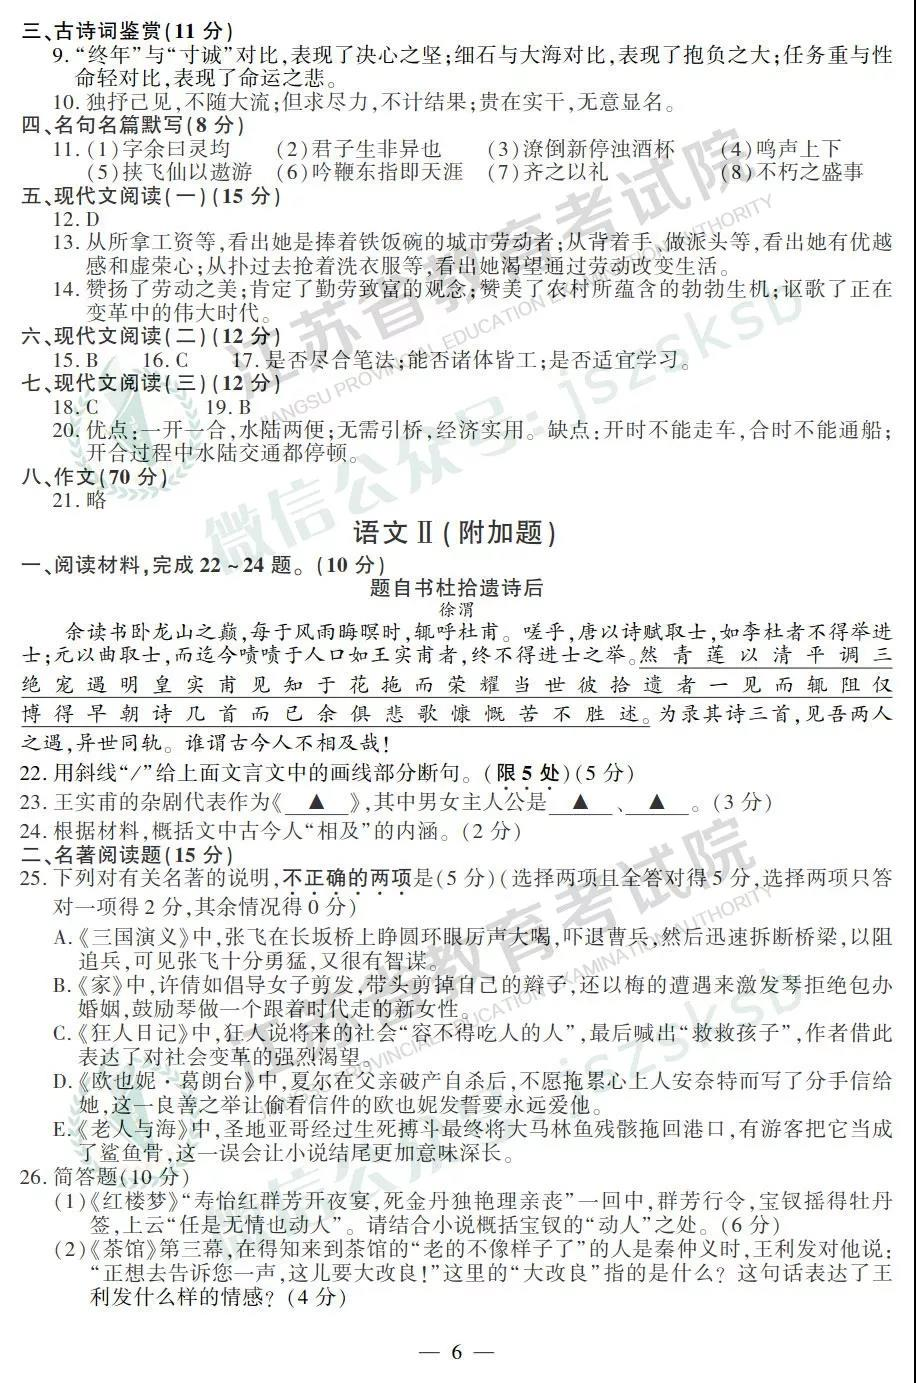 三、古诗词鉴赏(11 分)
9.“终年”与“寸诚”对比,表现了决心之坚;细石与大海对比,表现了抱负之大;任务重与性
命轻对比,表现了命运之悲。
10.独抒己见,不随大流;但求尽力,不计结果;贵在实干,无意显名。
四、名句名篇默写(8 分)
11.(1)字余曰灵均 (2)君子生非异也 (3)潦倒新停浊酒杯 (4)鸣声上下
(5)挟飞仙以遨游 (6)吟鞭东指即天涯 (7)齐之以礼 (8)不朽之盛事
五、现代文阅读(一)(15 分)
12. D
13. 从所拿工资等,看出她是捧着铁饭碗的城市劳动者;从背着手、做派头等,看出她有优越
感和虚荣心;从扑过去抢着洗衣服等,看出她渴望通过劳动改变生活。
14. 赞扬了劳动之美;肯定了勤劳致富的观念;赞美了农村所蕴含的勃勃生机;讴歌了正在
变革中的伟大时代。
六、现代文阅读(二)(12 分)
15. B 16. C 17. 是否尽合笔法;能否诸体皆工;是否适宜学习。
七、现代文阅读(三)(12 分)
18. C 19. B
20. 优点:一开一合,水陆两便;无需引桥,经济实用。缺点:开时不能走车,合时不能通船;
开合过程中水陆交通都停顿。
八、作文(70 分)
21. 略
语文Ⅱ(附加题)
一、阅读材料,完成 22~24 题。(10 分)
题自书杜拾遗诗后
徐渭
余读书卧龙山之巅,每于风雨晦暝时,辄呼杜甫。嗟乎,唐以诗赋取士,如李杜者不得举进
士;元以曲取士,而迄今啧啧于人口如王实甫者,终不得进士之举。然青莲以清平调三
绝宠遇明皇实甫见知于花拖而荣耀当世彼拾遗者一见而辄阻仅
博得早朝诗几首而已余俱悲歌慷慨苦不胜述。为录其诗三首,见吾两人
之遇,异世同轨。谁谓古今人不相及哉!
22. 用斜线“/”给上面文言文中的画线部分断句。(限 5 处)(5 分)
23. 王实甫的杂剧代表作为《 ▲ 》,其中男女主人公是 ▲ 、 ▲ 。(3 分)
24. 根据材料,概括文中古今人“相及”的内涵。(2 分)
二、名著阅读题(15 分)
25. 下列对有关名著的说明,不正确的两项是(5 分)(选择两项且全答对得 5 分,选择两项只答
对一项得 2 分,其余情况得 0 分)
A.《三国演义》中,张飞在长坂桥上睁圆环眼厉声大喝,吓退曹兵,然后迅速拆断桥梁,以阻
追兵,可见张飞十分勇猛,又很有智谋。
B.《家》中,许倩如倡导女子剪发,带头剪掉自己的辫子,还以梅的遭遇来激发琴拒绝包办
婚姻,鼓励琴做一个跟着时代走的新女性。
C.《狂人日记》中,狂人说将来的社会“容不得吃人的人”,最后喊出“救救孩子”,作者借此
表达了对社会变革的强烈渴望。
D.《欧也妮·葛朗台》中,夏尔在父亲破产自杀后,不愿拖累心上人安奈特而写了分手信给
她,这一良善之举让偷看信件的欧也妮发誓要永远爱他。
E.《老人与海》中,圣地亚哥经过生死搏斗最终将大马林鱼残骸拖回港口,有游客把它当成
了鲨鱼骨,这一误会让小说结尾更加意味深长。
26. 简答题(10 分)
(1)《红楼梦》“寿怡红群芳开夜宴,死金丹独艳理亲丧”一回中,群芳行令,宝钗摇得牡丹
签,上云“任是无情也动人”。请结合小说概括宝钗的“动人”之处。(6 分)
(2)《茶馆》第三幕,在得知来到茶馆的“老的不像样子了”的人是秦仲义时,王利发对他说:
“正想去告诉您一声,这儿要大改良!”这里的“大改良”指的是什么?这句话表达了王
利发什么样的情感?(4 分)
— 6 —
江苏省教育考试院
JIANGSU PROVINCIAL EDUCATION EXAMINATION AUTHORITY
微信公众号:jszsksb
江苏省教育考试院
JIANGSU PROVINCIAL EDUCATION EXAMINATION AUTHORITY
微信公众号:jszsksb